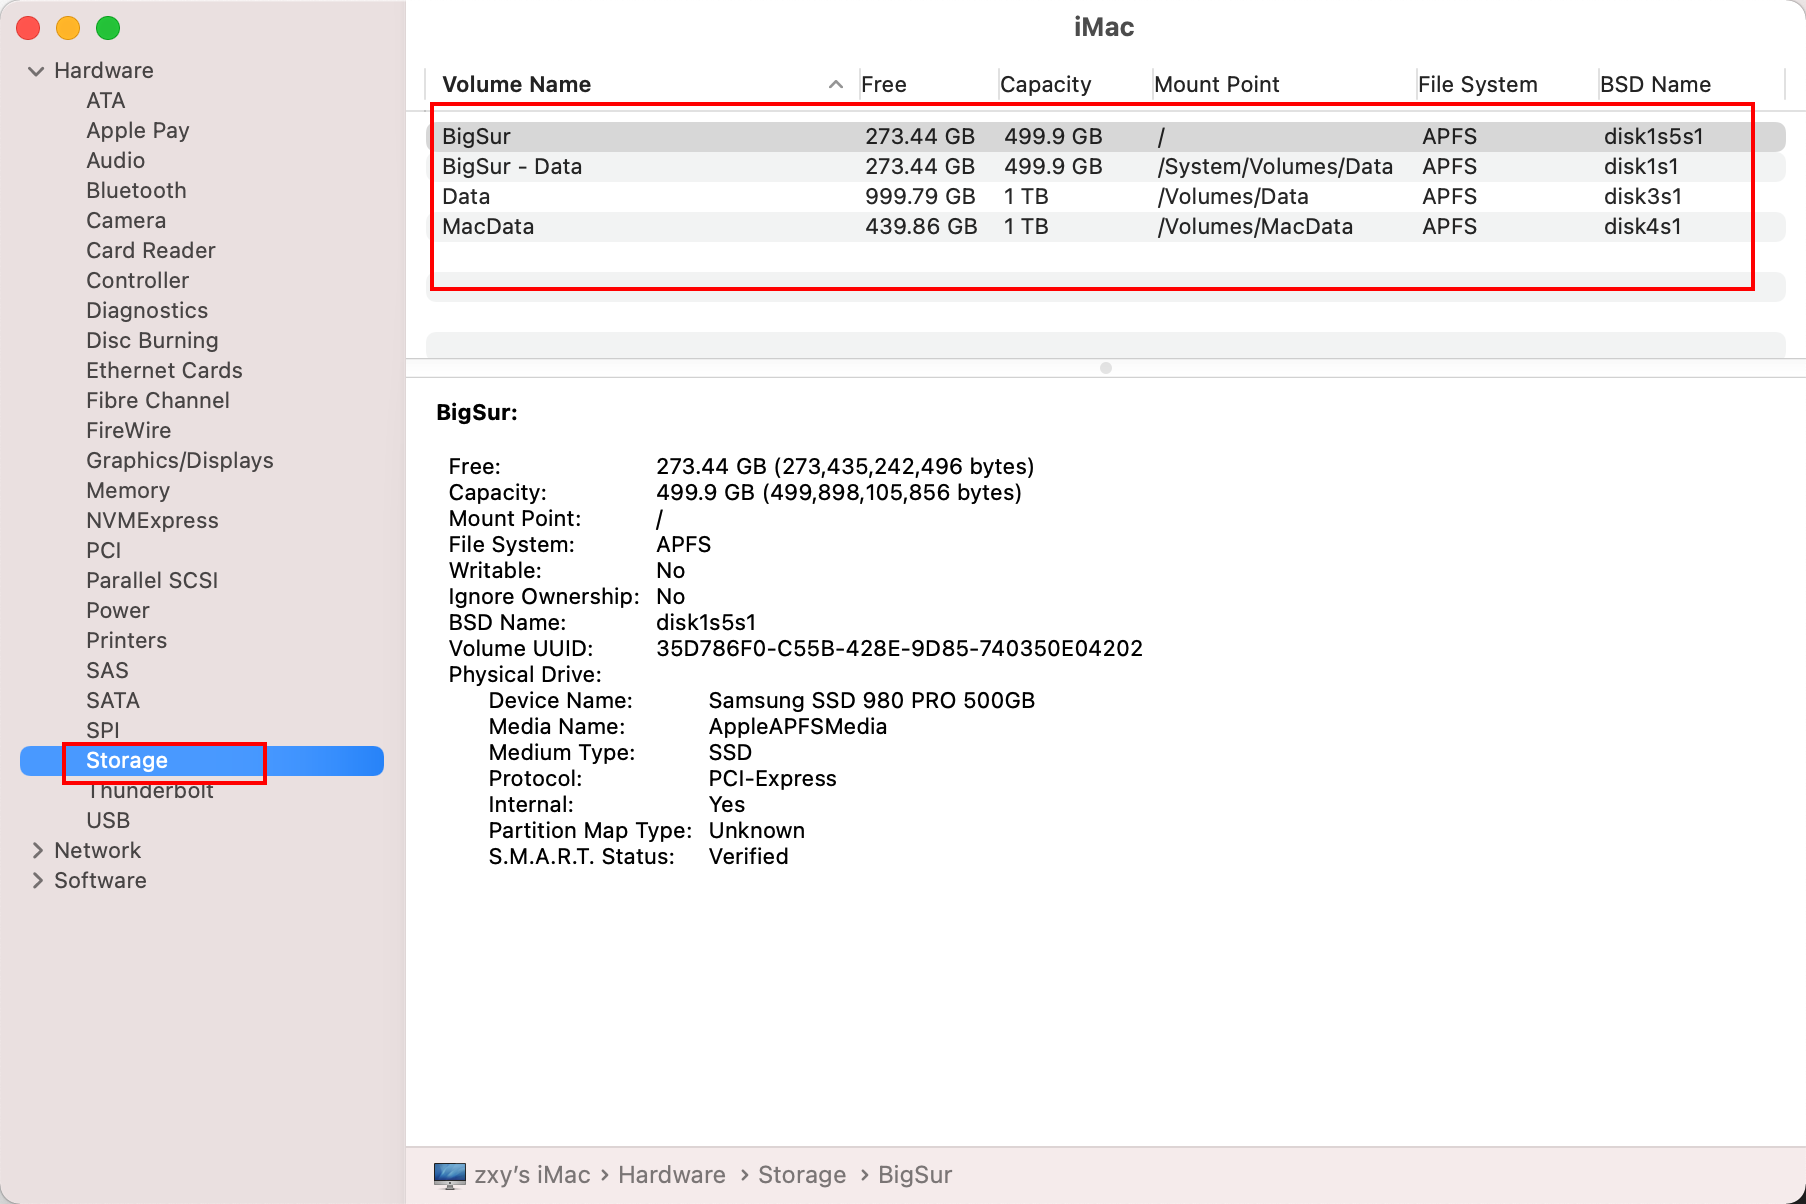 iMac
Hardware
ATA
Apple Pay
Audio
Bluetooth
Camera
Card Reader
Controller
Diagnostics
Disc Burning
Ethernet Cards
Fibre Channel
FireWire
Graphics/Displays
Memory
NVMExpress
PCI
Parallel SCSI
Power
Printers
SAS
SATA
SPI
Storage
Thunderbolt
USB
Network
Software
Volume Name Free Capacity Mount Point File System BSD Name
BigSur 273.44 GB 499.9 GB / APFS disk1s5s1
BigSur - Data 273.44 GB 499.9 GB /System/Volumes/Data APFS disk1s1
Data 999.79 GB 1 TB /Volumes/Data APFS disk3s1
MacData 439.86 GB 1 TB /Volumes/MacData APFS disk4s1
BigSur:
Free: 273.44 GB (273,435,242,496 bytes)
Capacity: 499.9 GB (499,898,105,856 bytes)
Mount Point: /
File System: APFS
Writable: No
Ignore Ownership: No
BSD Name: disk1s5s1
Volume UUID: 35D786F0-C55B-428E-9D85-740350E04202
Physical Drive:
Device Name: Samsung SSD 980 PRO 500GB
Media Name: AppleAPFSMedia
Medium Type: SSD
Protocol: PCI-Express
Internal: Yes
Partition Map Type: Unknown
S.M.A.R.T. Status: Verified
zxy’s iMac › Hardware › Storage › BigSur